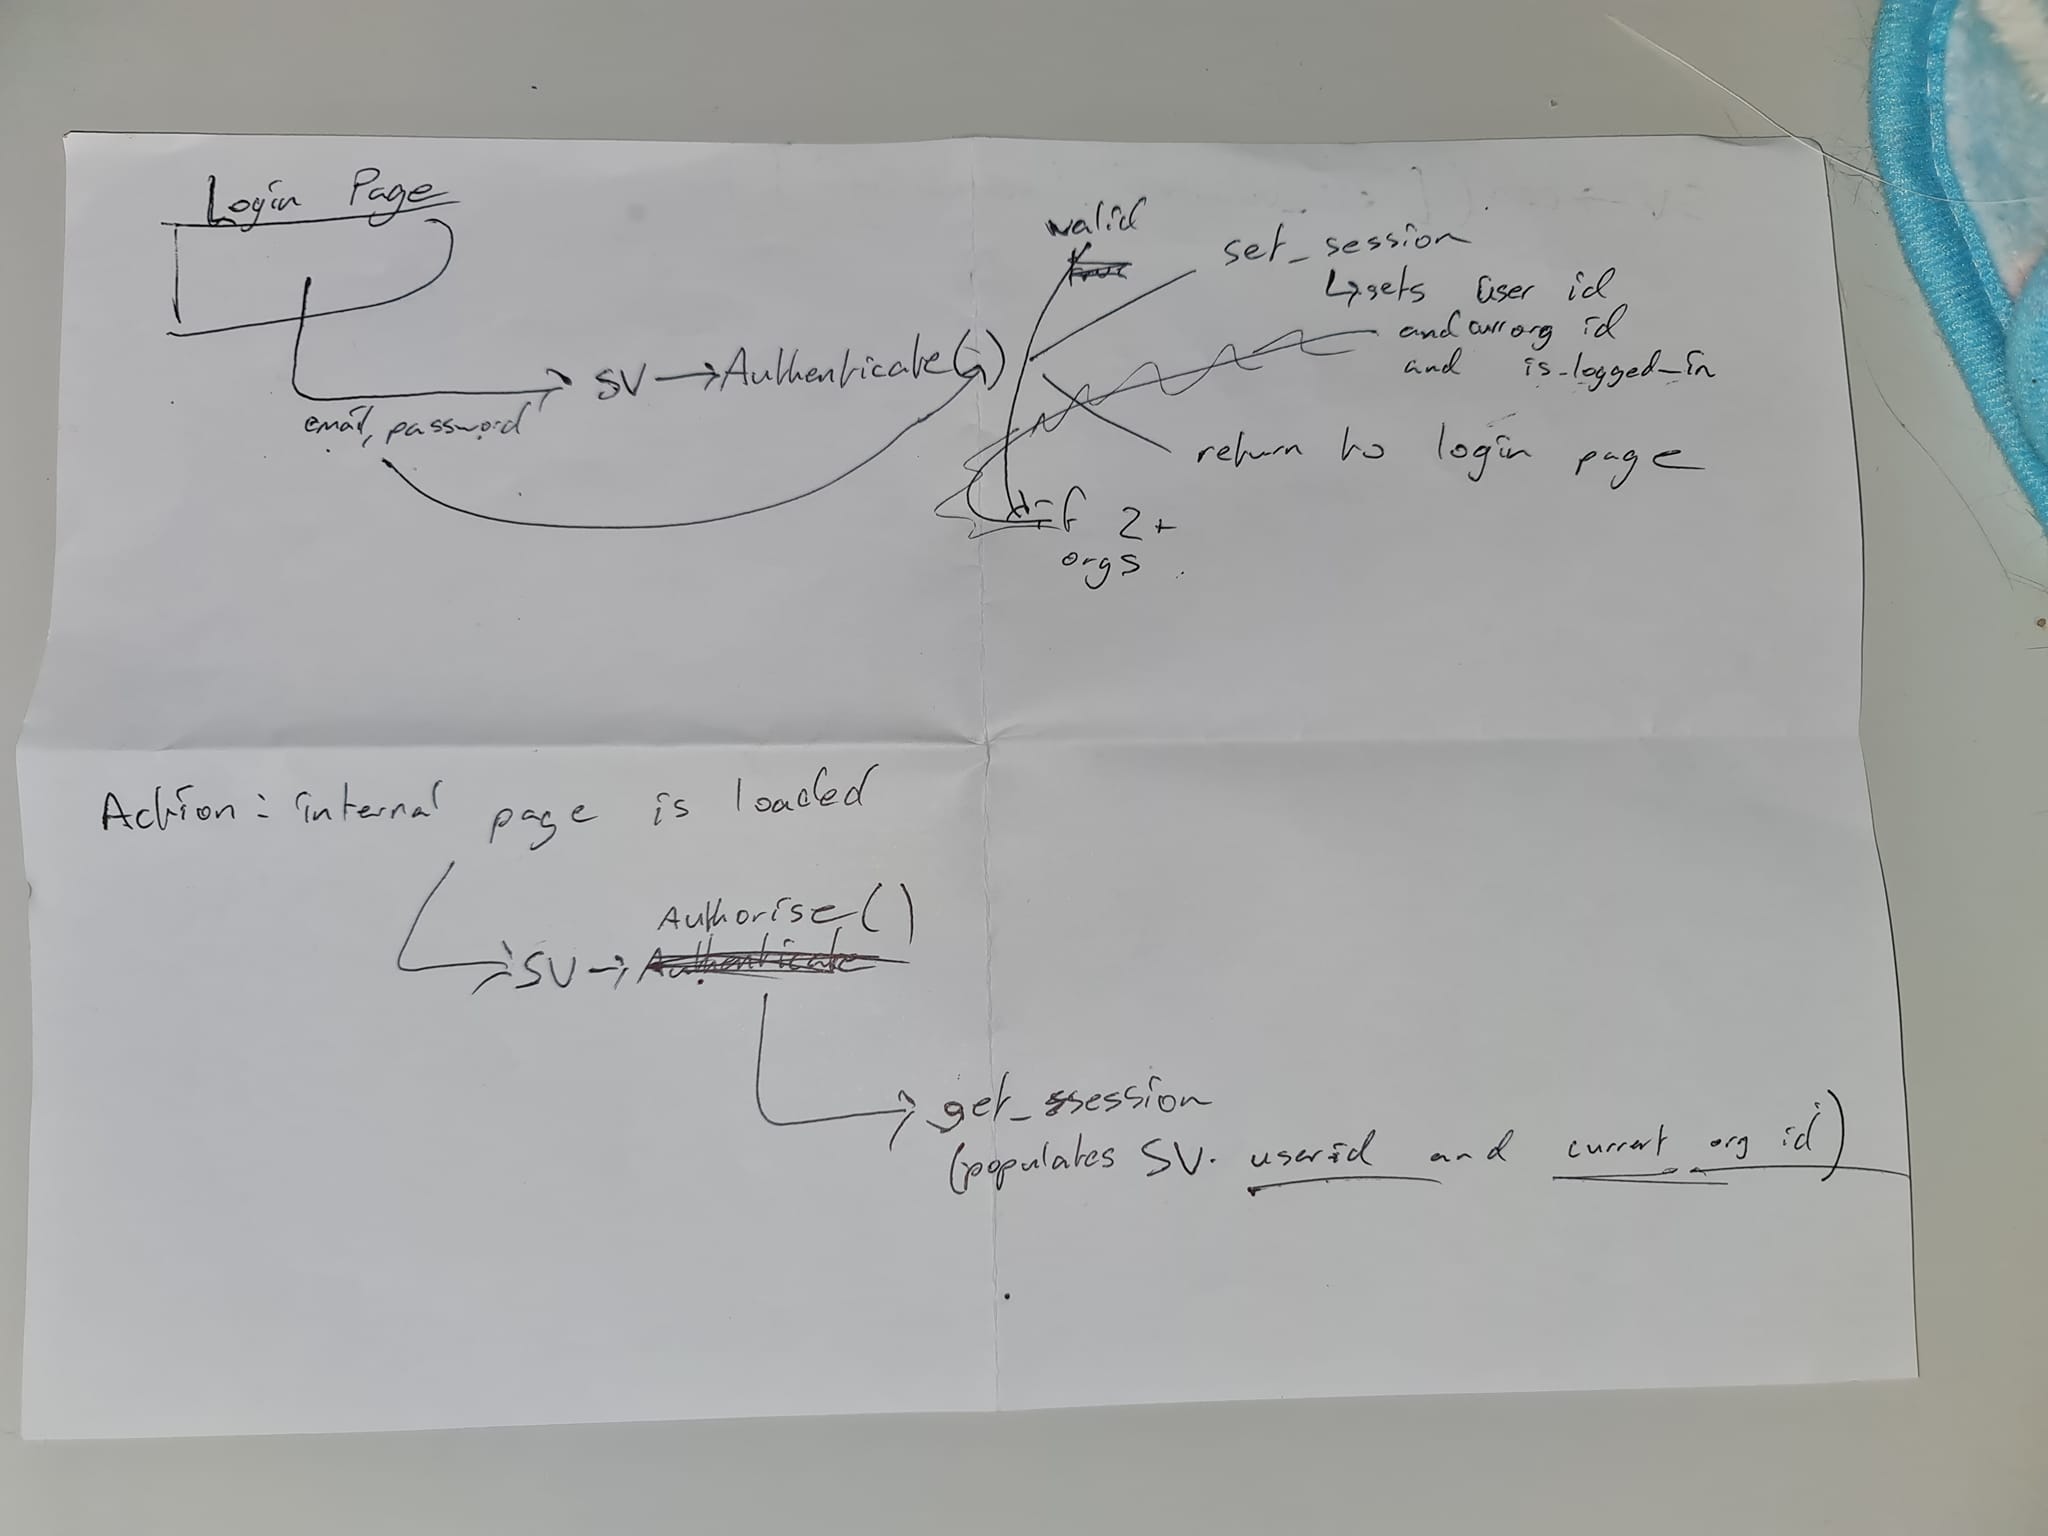 Login Page
email, password
SV → Authenticate( , )
valid
set_session
↳ sets user id
and curr org id
and is_logged_in
return to login page
if 2+
orgs
Action: internal page is loaded
Authorise()
SV → Authenticate
get_session
(populates SV. userid and current org id)